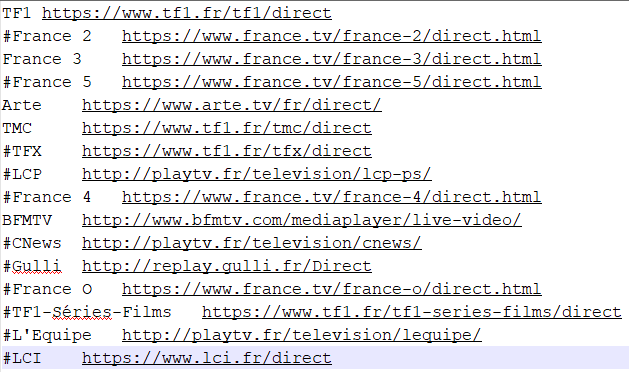 TF1 https://www.tf1.fr/tf1/direct
#France 2 https://www.france.tv/france-2/direct.html
France 3 https://www.france.tv/france-3/direct.html
#France 5 https://www.france.tv/france-5/direct.html
Arte https://www.arte.tv/fr/direct/
TMC https://www.tf1.fr/tmc/direct
#TFX https://www.tf1.fr/tfx/direct
#LCP http://playtv.fr/television/lcp-ps/
#France 4 https://www.france.tv/france-4/direct.html
BFMTV http://www.bfmtv.com/mediaplayer/live-video/
#CNews http://playtv.fr/television/cnews/
#Gulli http://replay.gulli.fr/Direct
#France O https://www.france.tv/france-o/direct.html
#TF1-Séries-Films https://www.tf1.fr/tf1-series-films/direct
#L'Equipe http://playtv.fr/television/lequipe/
#LCI https://www.lci.fr/direct